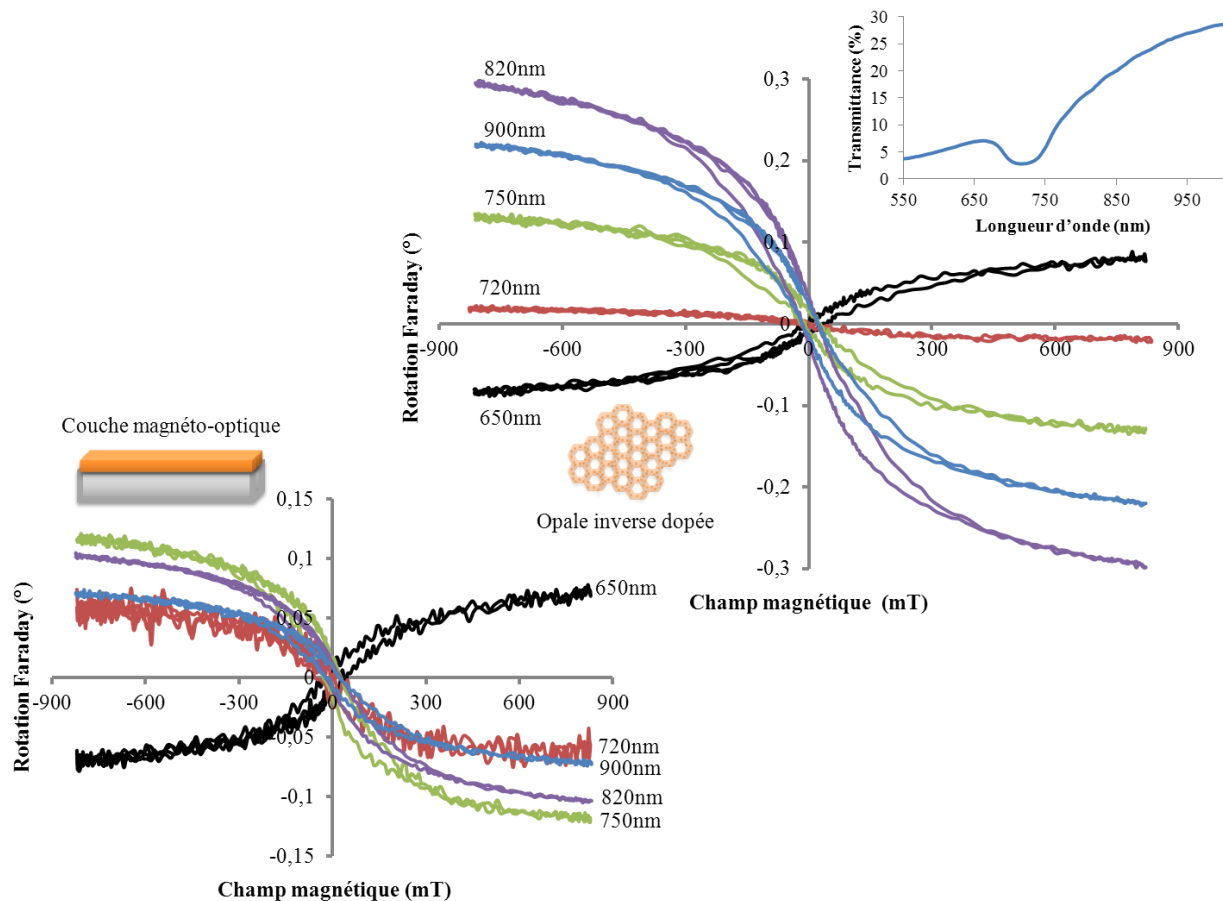 30
25
20
15
10
5
0
Transmittance (%)
550
650
750
850
950
Longueur d’onde (nm)
820nm
900nm
750nm
720nm
650nm
0,3
0,2
0,1
0
-0,1
-0,2
-0,3
Rotation Faraday (°)
-900
-600
-300
0
300
600
900
Champ magnétique (mT)
Opale inverse dopée
Couche magnéto-optique
0,15
0,1
0,05
0
-0,05
-0,1
-0,15
Rotation Faraday (°)
-900
-600
-300
0
300
600
900
650nm
720nm
900nm
820nm
750nm
Champ magnétique (mT)